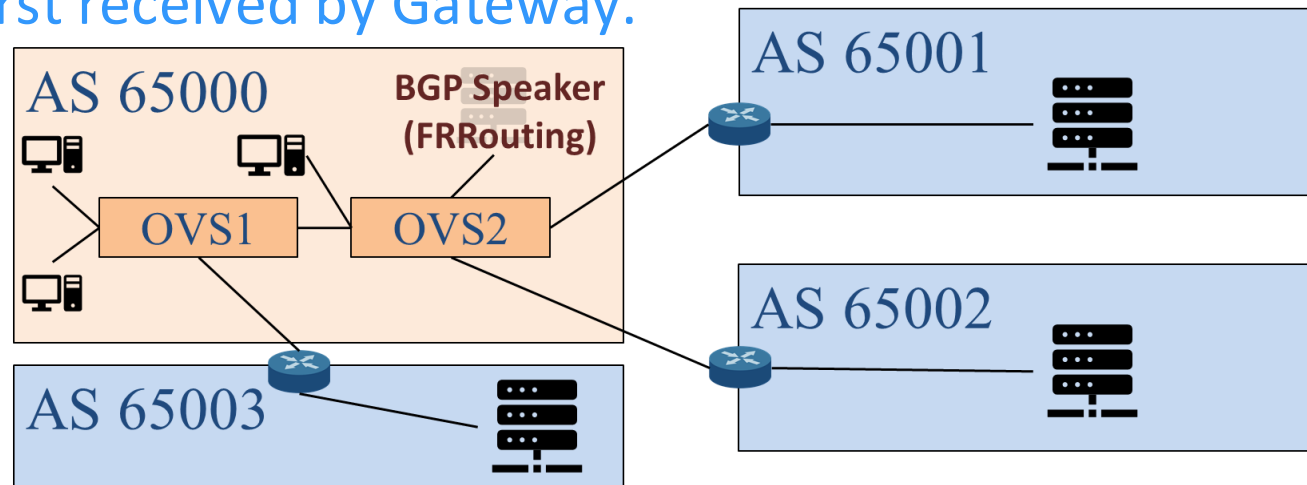 rst received by Gateway.
AS 65000
BGP Speaker
(FRRouting)
OVS1
OVS2
AS 65001
AS 65002
AS 65003